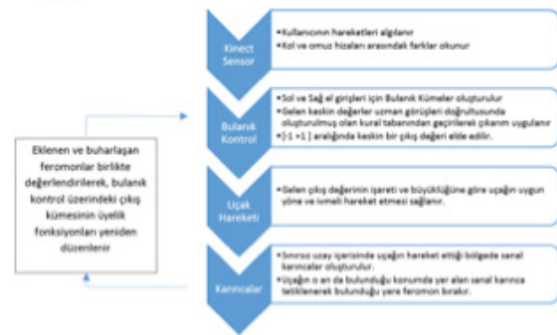 Kinect
Sensor
•Kullanıcının hareketleri algılanır
•Kol ve omuz hizaları arasındaki farklar okunur
Bulanık
Kontrol
•Sol ve Sağ el girişleri için Bulanık Kümeler oluşturulur
•Gelen keskin değerler uzman görüşleri doğrultusunda
oluşturulmuş olan kural tabanından geçirilerek çıkarım uygulanır
•[-1 +1 ] aralığında keskin bir çıkış değeri elde edilir.
Uçak
Hareketi
•Gelen çıkış değerinin işareti ve büyüklüğüne göre uçağın uygun
yöne ve ivmeli hareket etmesi sağlanır.
Karıncalar
•Sınırsız uzay içerisinde uçağın hareket ettiği bölgede sanal
karıncalar oluşturulur.
•Uçağın o an da bulunduğu konumda yer alan sanal karınca
tetiklenerek bulunduğu yere feromon bırakır.
Eklenen ve buharlaşan
feromonlar birlikte
değerlendirilerek, bulanık
kontrol üzerindeki çıkış
kümesinin üyelik
fonksiyonları yeniden
düzenlenir